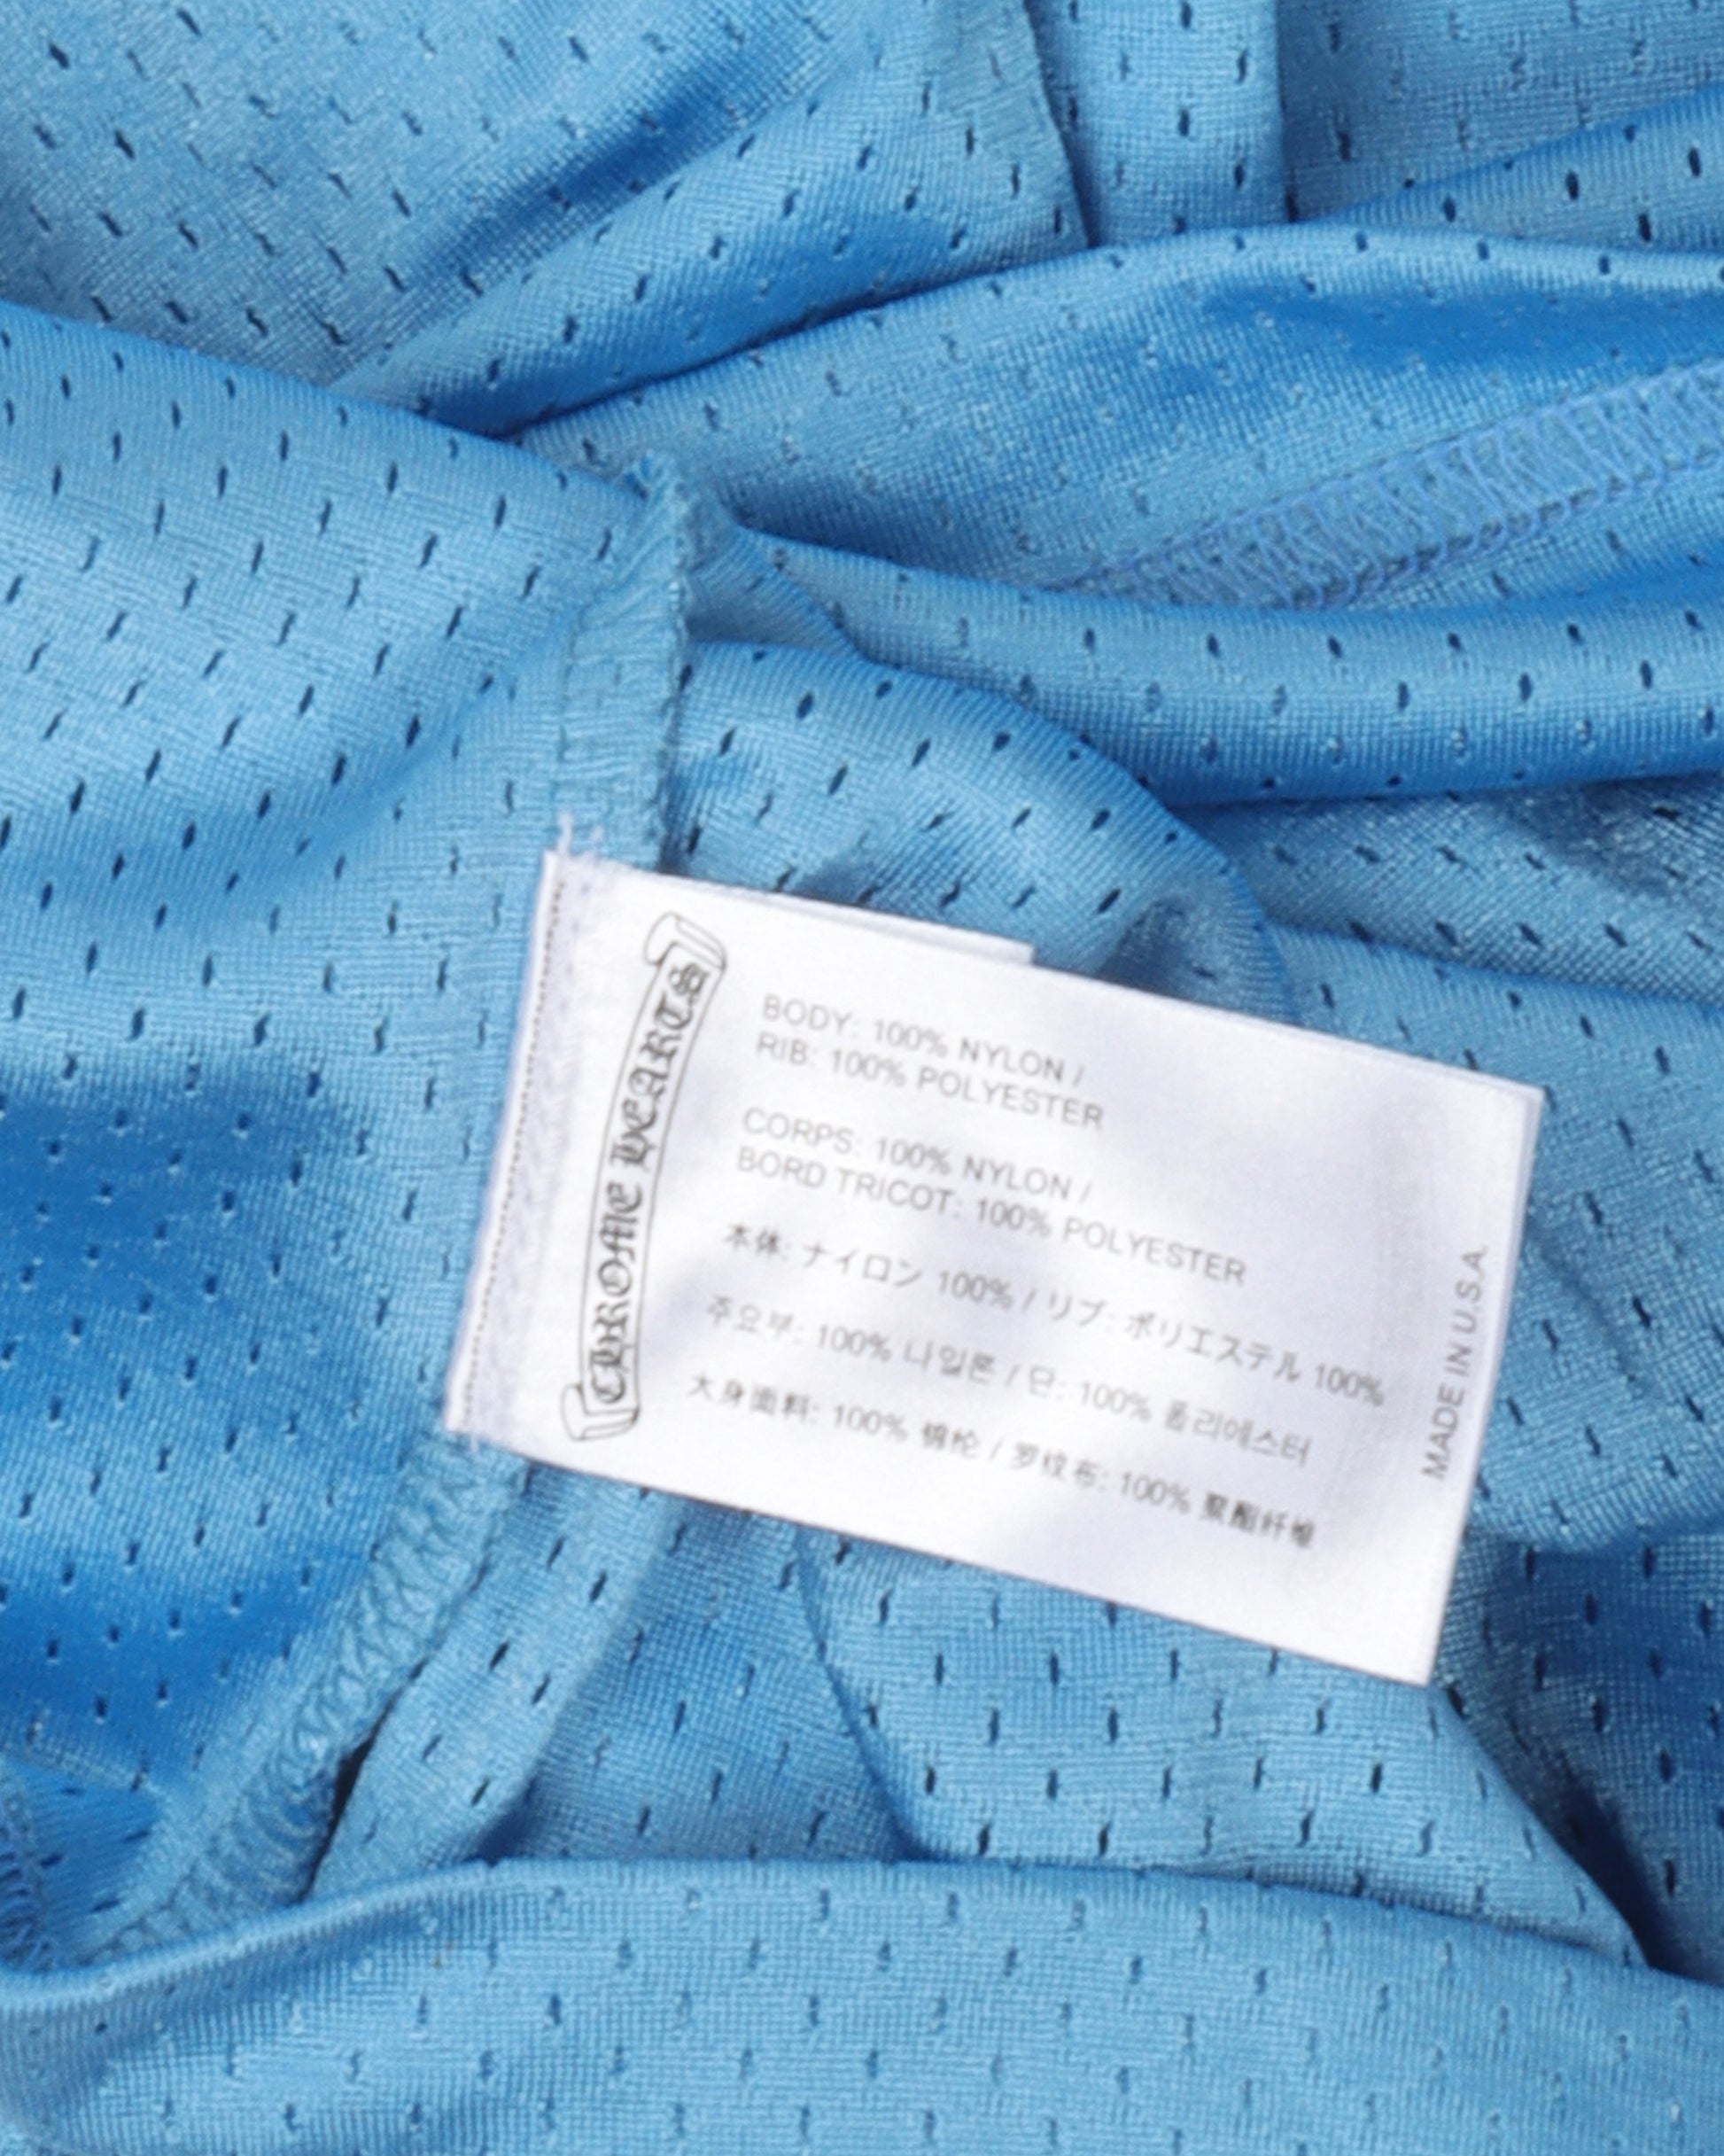 CHROME HEARTS
BODY: 100% NYLON /
RIB: 100% POLYESTER
CORPS: 100% NYLON /
BORD TRICOT: 100% POLYESTER
本体: ナイロン 100% / リブ: ポリエステル 100%
주요부: 100% 나일론 / 단: 100% 폴리에스터
大身面料: 100% 锦纶 / 罗纹布: 100% 聚酯纤维
MADE IN U.S.A.